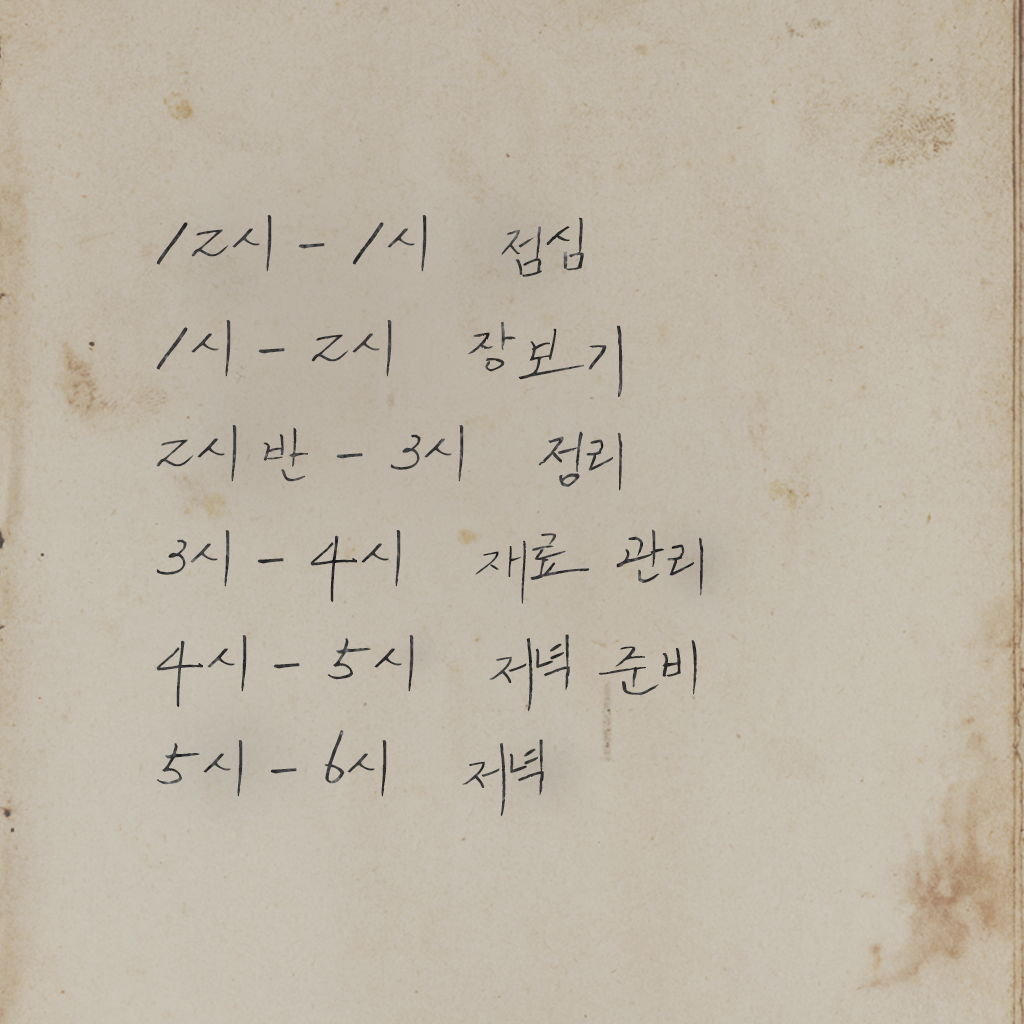 12시 - 1시 점심
1시 - 2시 장보기
2시 반 - 3시 정리
3시 - 4시 재료 관리
4시 - 5시 저녁 준비
5시 - 6시 저녁